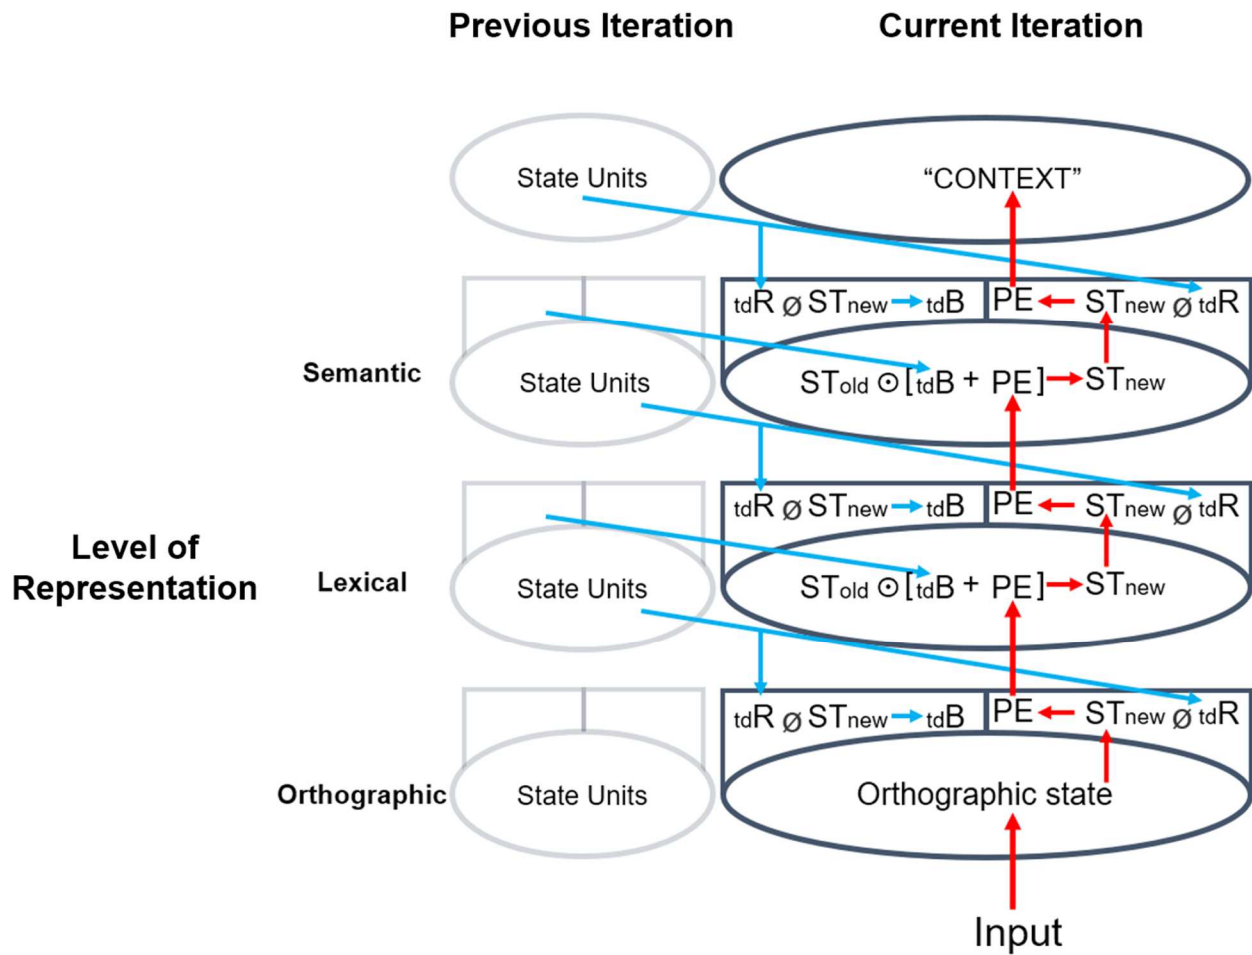 Previous Iteration Current Iteration
State Units “CONTEXT”
tdR ø STnew tdB PE STnew ø tdR
Semantic State Units STold ⊙ [tdB + PE] STnew
tdR ø STnew tdB PE STnew ø tdR
Level of
Representation
Lexical State Units STold ⊙ [tdB + PE] STnew
tdR ø STnew tdB PE STnew ø tdR
Orthographic State Units Orthographic state
Input